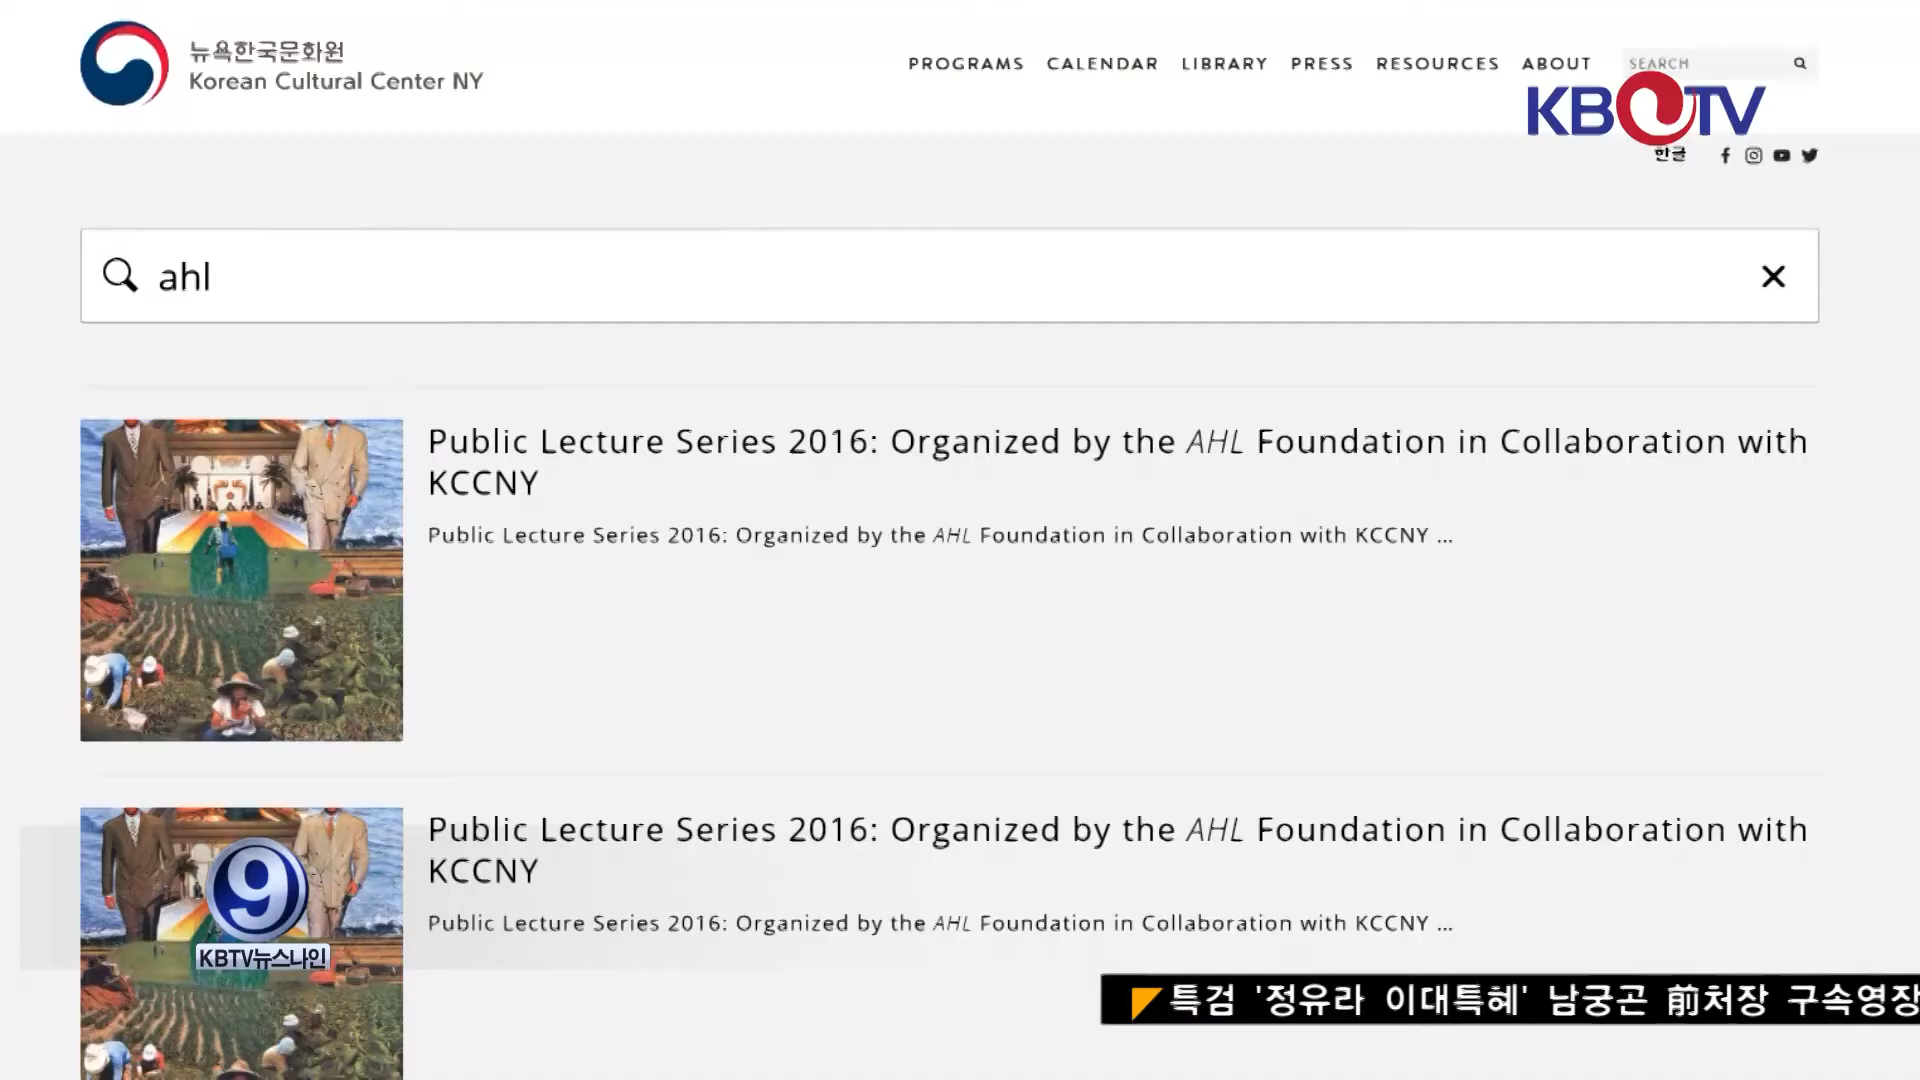 뉴욕한국문화원
Korean Cultural Center NY
PROGRAMS CALENDAR LIBRARY PRESS RESOURCES ABOUT SEARCH
KBTV
한글
ahl
Public Lecture Series 2016: Organized by the AHL Foundation in Collaboration with
KCCNY
Public Lecture Series 2016: Organized by the AHL Foundation in Collaboration with KCCNY ...
Public Lecture Series 2016: Organized by the AHL Foundation in Collaboration with
KCCNY
Public Lecture Series 2016: Organized by the AHL Foundation in Collaboration with KCCNY ...
9
KBTV뉴스나인
특검 '정유라 이대특혜' 남궁곤 前처장 구속영장